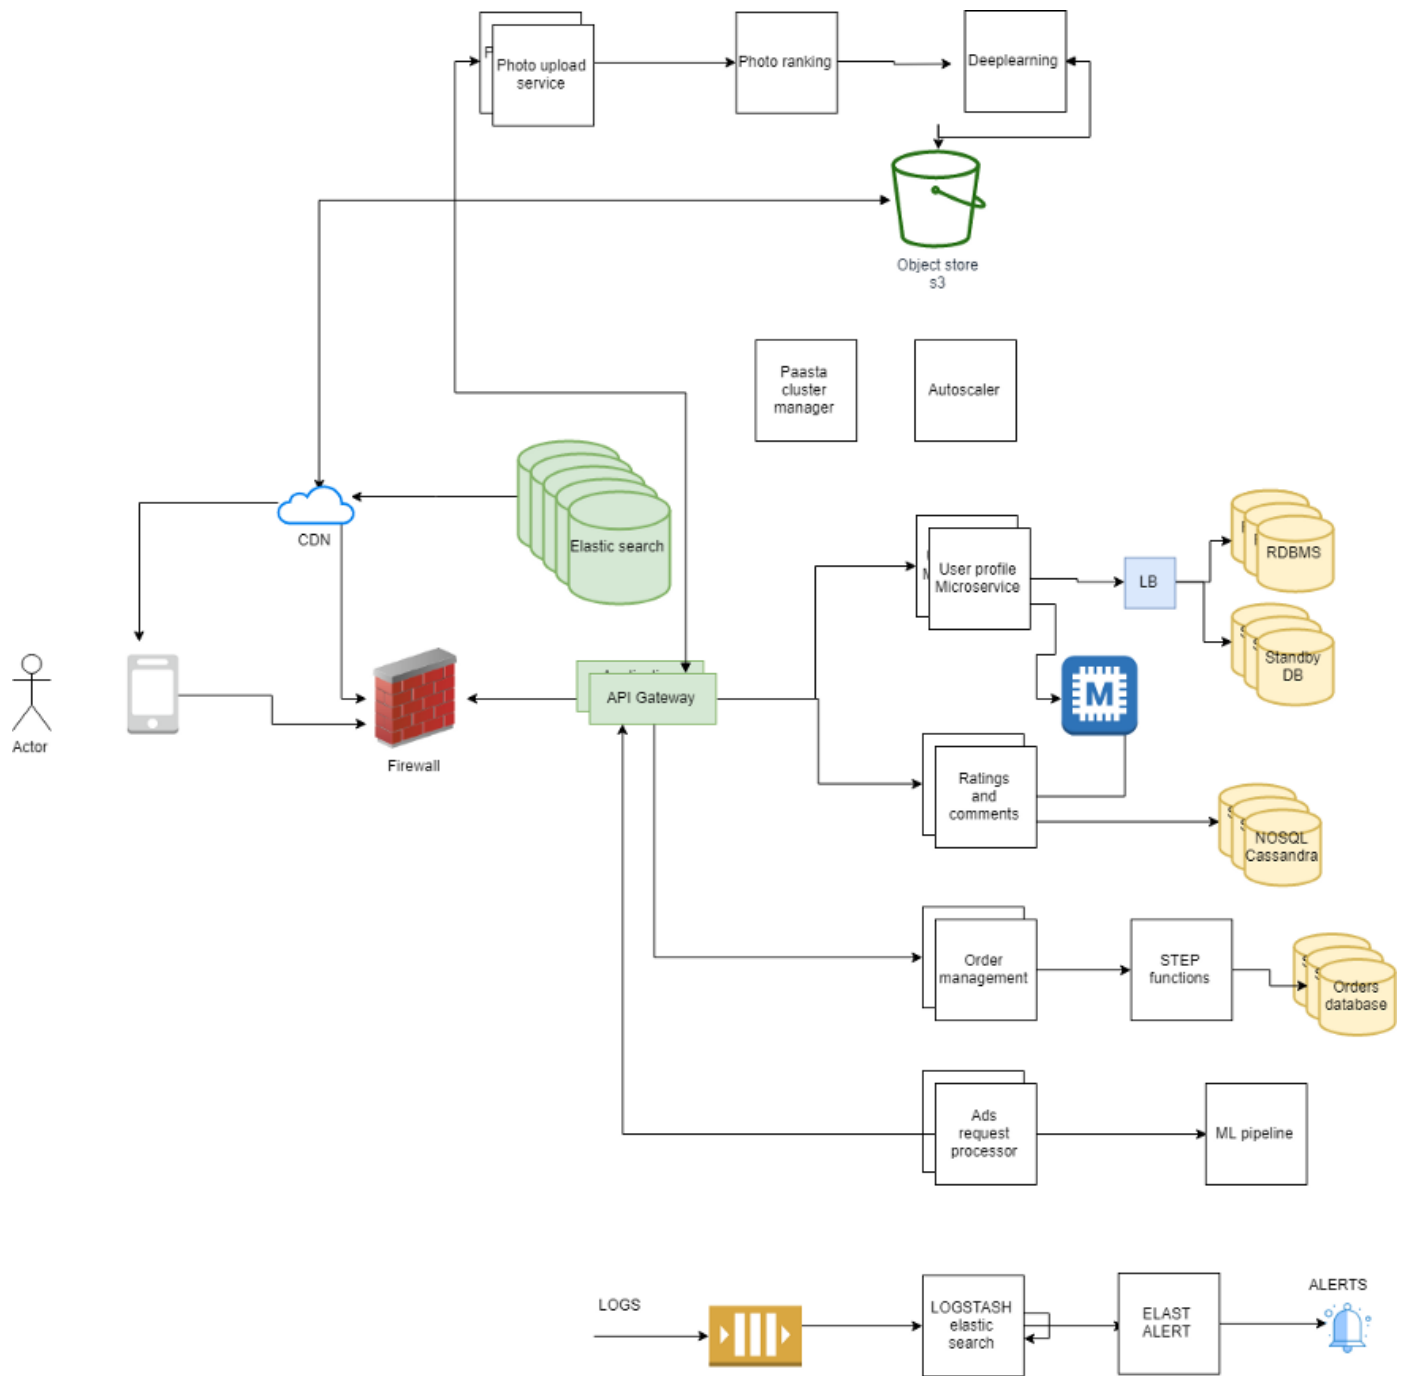 Photo upload
service
Photo ranking
Deeplearning
Object store
s3
Paasta
cluster
manager
Autoscaler
CDN
Elastic search
User profile
Microservice
LB
RDBMS
Standby
DB
M
Actor
Firewall
API Gateway
Ratings
and
comments
NOSQL
Cassandra
Order
management
STEP
functions
Orders
database
Ads
request
processor
ML pipeline
LOGS
LOGSTASH
elastic
search
ELAST
ALERT
ALERTS